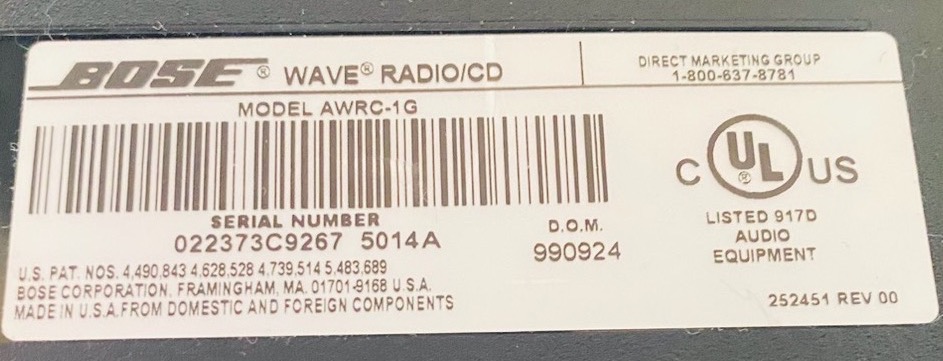 BOSE® WAVE® RADIO/CD
DIRECT MARKETING GROUP
1-800-637-8781
MODEL AWRC-1G
C UL® US
SERIAL NUMBER
022373C9267 5014A
D.O.M.
990924
LISTED 917D
AUDIO
EQUIPMENT
U.S. PAT. NOS. 4,490,843 4,628,528 4,739,514 5,483,689
BOSE CORPORATION, FRAMINGHAM, MA. 01701-9168 U.S.A.
MADE IN U.S.A. FROM DOMESTIC AND FOREIGN COMPONENTS
252451 REV 00